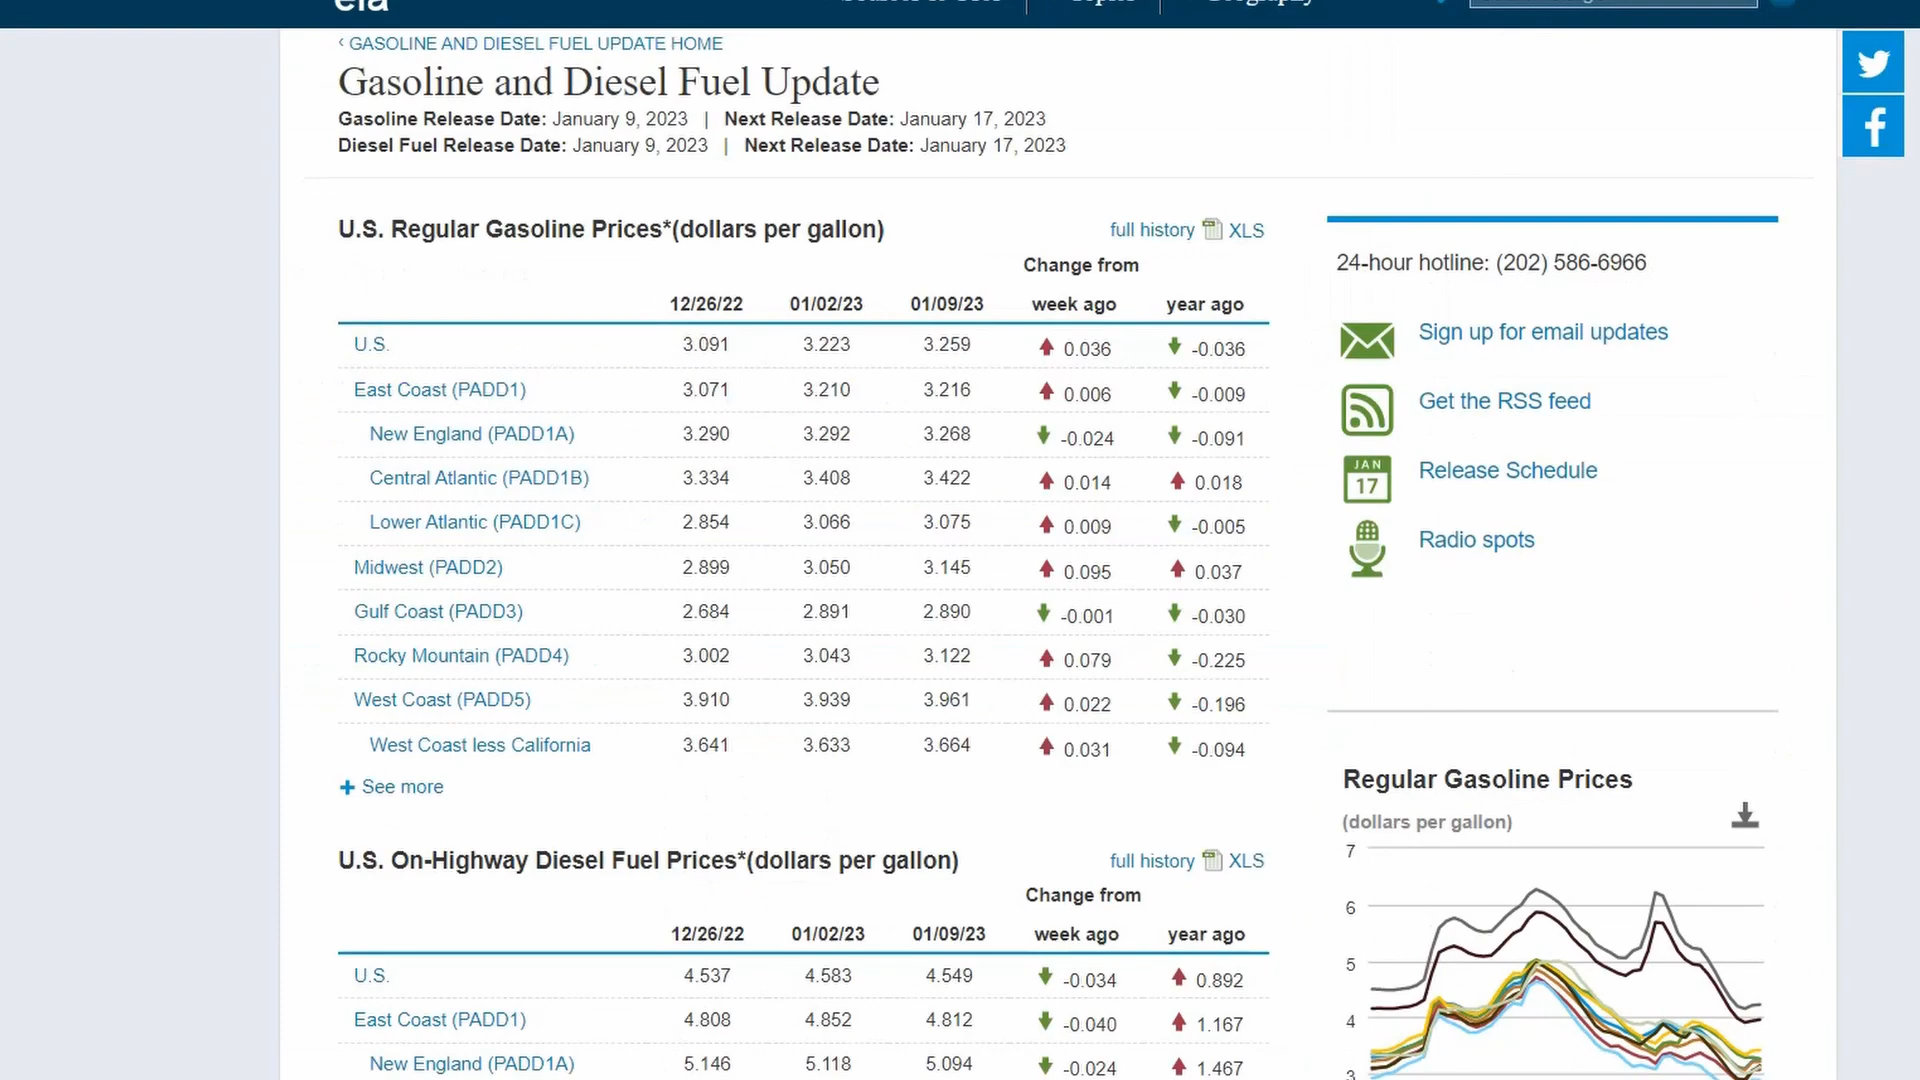 eia
‹ GASOLINE AND DIESEL FUEL UPDATE HOME
Gasoline and Diesel Fuel Update
Gasoline Release Date: January 9, 2023 | Next Release Date: January 17, 2023
Diesel Fuel Release Date: January 9, 2023 | Next Release Date: January 17, 2023
U.S. Regular Gasoline Prices*(dollars per gallon) full history XLS
Change from
12/26/22 01/02/23 01/09/23 week ago year ago
U.S. 3.091 3.223 3.259 0.036 -0.036
East Coast (PADD1) 3.071 3.210 3.216 0.006 -0.009
New England (PADD1A) 3.290 3.292 3.268 -0.024 -0.091
Central Atlantic (PADD1B) 3.334 3.408 3.422 0.014 0.018
Lower Atlantic (PADD1C) 2.854 3.066 3.075 0.009 -0.005
Midwest (PADD2) 2.899 3.050 3.145 0.095 0.037
Gulf Coast (PADD3) 2.684 2.891 2.890 -0.001 -0.030
Rocky Mountain (PADD4) 3.002 3.043 3.122 0.079 -0.225
West Coast (PADD5) 3.910 3.939 3.961 0.022 -0.196
West Coast less California 3.641 3.633 3.664 0.031 -0.094
+ See more
U.S. On-Highway Diesel Fuel Prices*(dollars per gallon) full history XLS
Change from
12/26/22 01/02/23 01/09/23 week ago year ago
U.S. 4.537 4.583 4.549 -0.034 0.892
East Coast (PADD1) 4.808 4.852 4.812 -0.040 1.167
New England (PADD1A) 5.146 5.118 5.094 -0.024 1.467
24-hour hotline: (202) 586-6966
Sign up for email updates
Get the RSS feed
JAN
17
Release Schedule
Radio spots
Regular Gasoline Prices
(dollars per gallon)
7
6
5
4
3